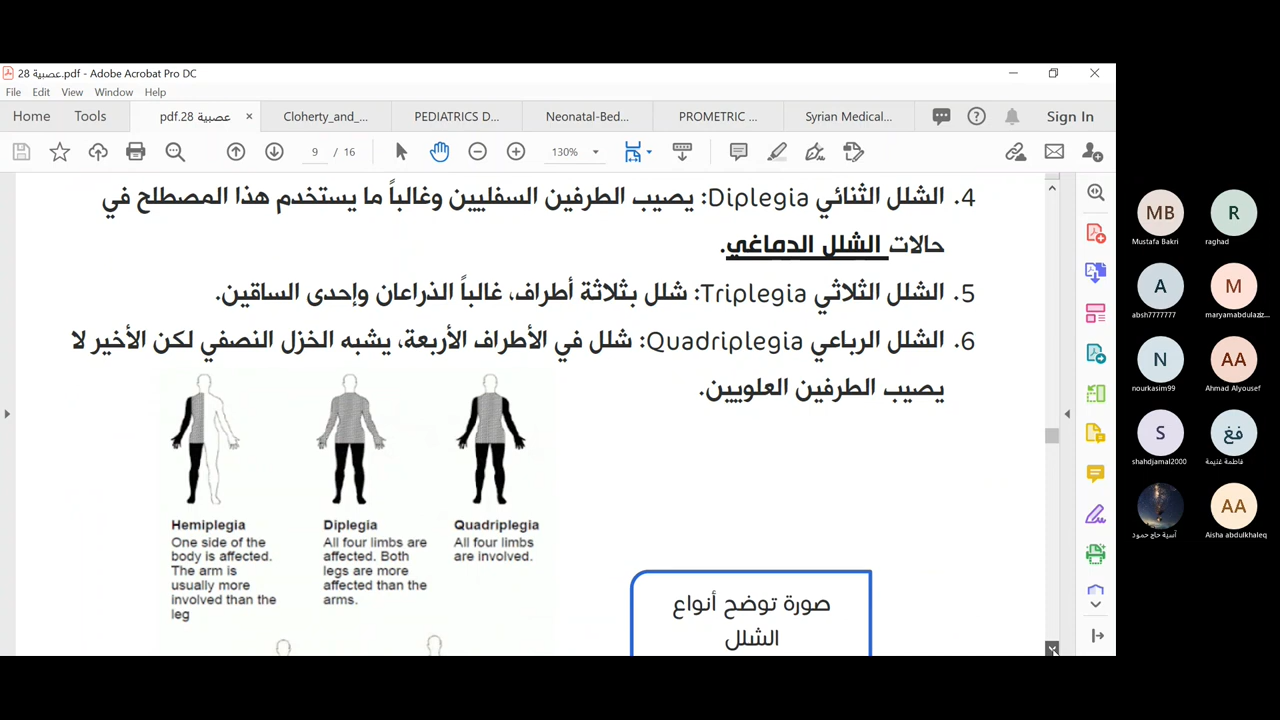 عصبية 28.pdf - Adobe Acrobat Pro DC
File Edit View Window Help
Home Tools عصبية 28.pdf × Cloherty_and_... PEDIATRICS D... Neonatal-Bed... PROMETRIC ... Syrian Medical... Sign In
9 / 16 130%
4. الشلل الثنائي Diplegia: يصيب الطرفين السفليين وغالباً ما يستخدم هذا المصطلح في
حالات الشلل الدماغي.
5. الشلل الثلاثي Triplegia: شلل بثلاثة أطراف، غالباً الذراعان وإحدى الساقين.
6. الشلل الرباعي Quadriplegia: شلل في الأطراف الأربعة، يشبه الخزل النصفي لكن الأخير لا
يصيب الطرفين العلويين.
Hemiplegia
One side of the
body is affected.
The arm is
usually more
involved than the
leg
Diplegia
All four limbs are
affected. Both
legs are more
affected than the
arms.
Quadriplegia
All four limbs
are involved.
صورة توضح أنواع
الشلل
MB R
Mustafa Bakri raghad
A M
absh7777777 maryamabdulaziz...
N AA
nourkasim99 Ahmad Alyousef
S فغ
shahdjamal2000 فاطمة غنيمة
AA
آسية حاج حمود Aisha abdulkhaleq